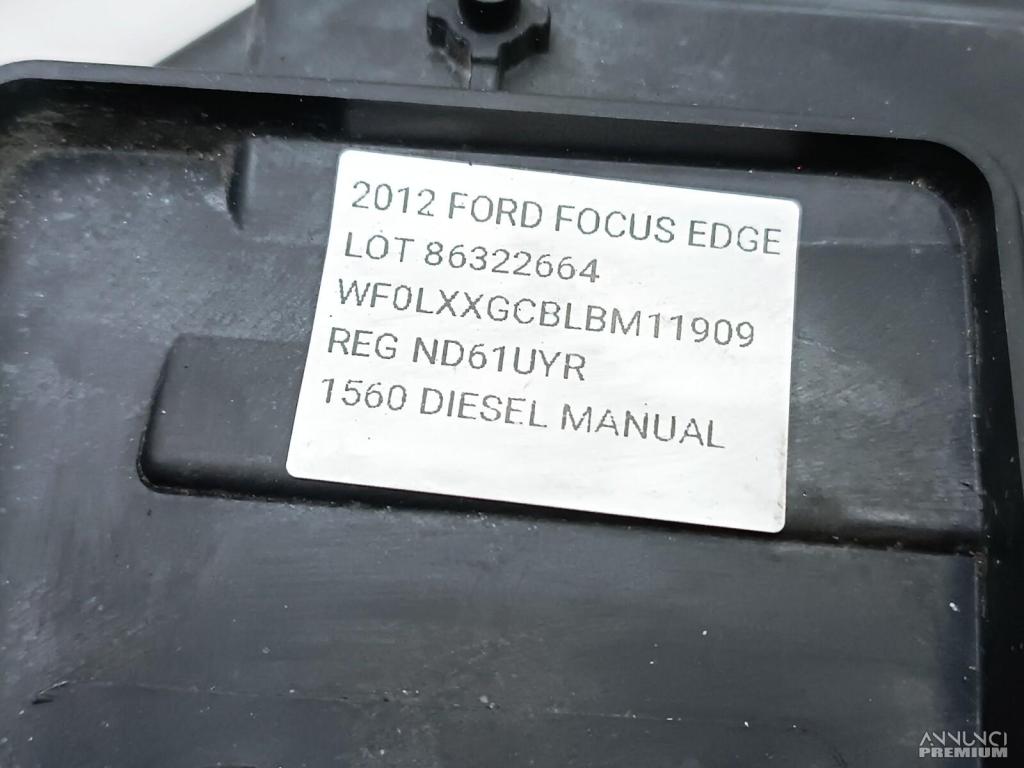 2012 FORD FOCUS EDGE
LOT 86322664
WF0LXXGCBLBM11909
REG ND61UYR
1560 DIESEL MANUAL
ANNUNCI
PREMIUM